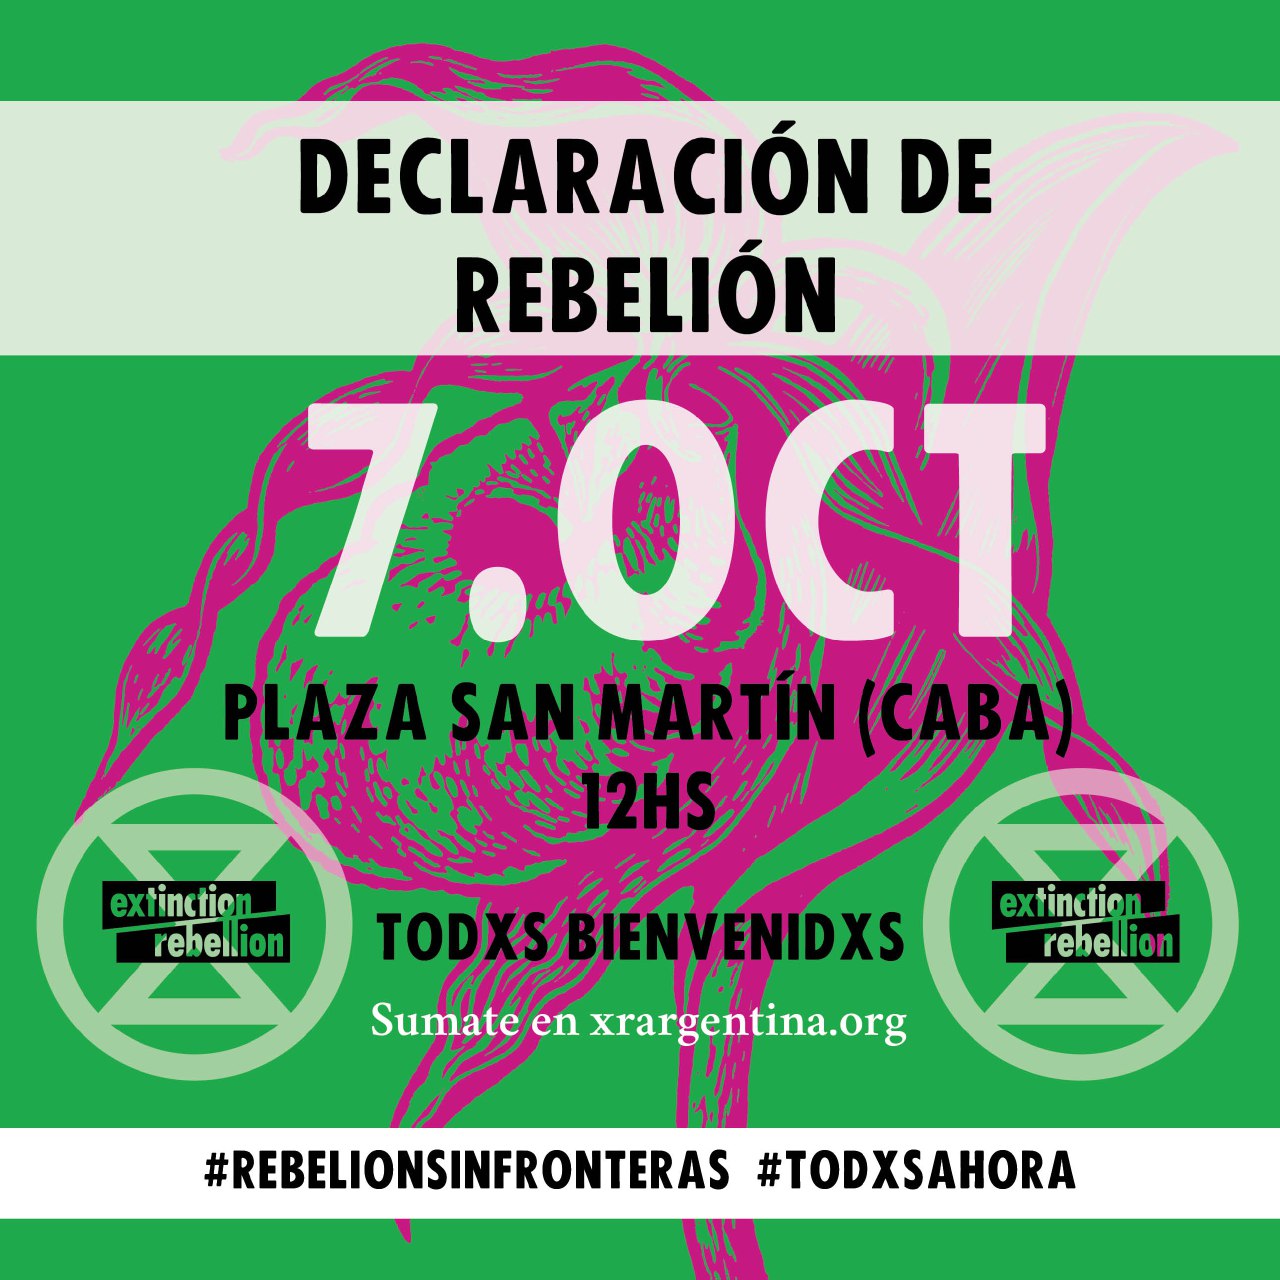 DECLARACIÓN DE
REBELIÓN
7.OCT
PLAZA SAN MARTÍN (CABA)
12HS
extinction
rebellion
extinction
rebellion
TODXS BIENVENIDXS
Sumate en xrargentina.org
#REBELIONSINFRONTERAS #TODXSAHORA